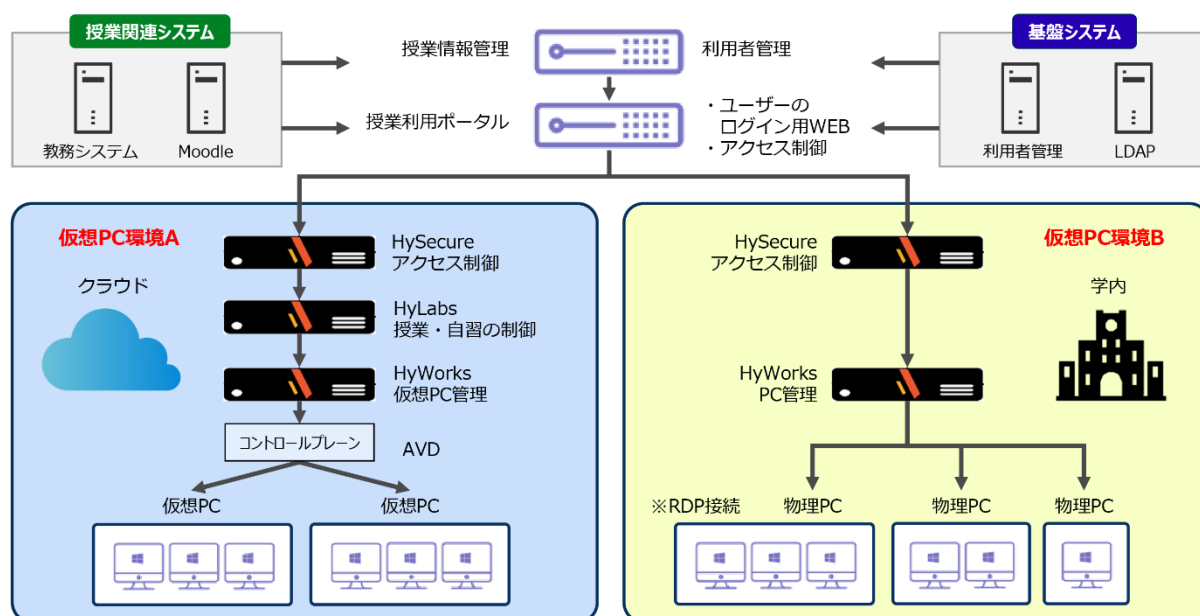 授業関連システム
教務システム
Moodle
授業情報管理
利用者管理
授業利用ポータル
・ユーザーの
ログイン用WEB
・アクセス制御
基盤システム
利用者管理
LDAP
仮想PC環境A
クラウド
HySecure
アクセス制御
HyLabs
授業・自習の制御
HyWorks
仮想PC管理
コントロールプレーン
AVD
仮想PC
仮想PC
仮想PC環境B
学内
HySecure
アクセス制御
HyWorks
PC管理
※RDP接続
物理PC
物理PC
物理PC